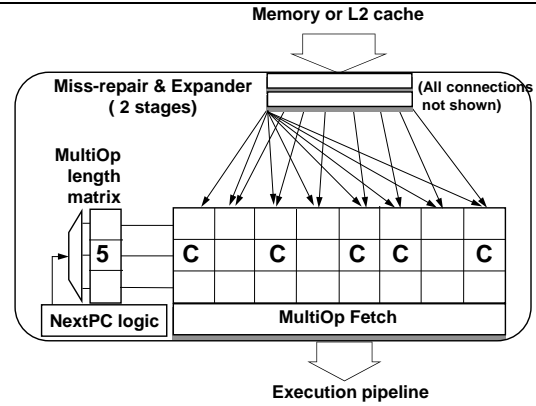 Memory or L2 cache
Miss-repair & Expander
( 2 stages)
(All connections
not shown)
MultiOp
length
matrix
5
C C C C C
NextPC logic
MultiOp Fetch
Execution pipeline